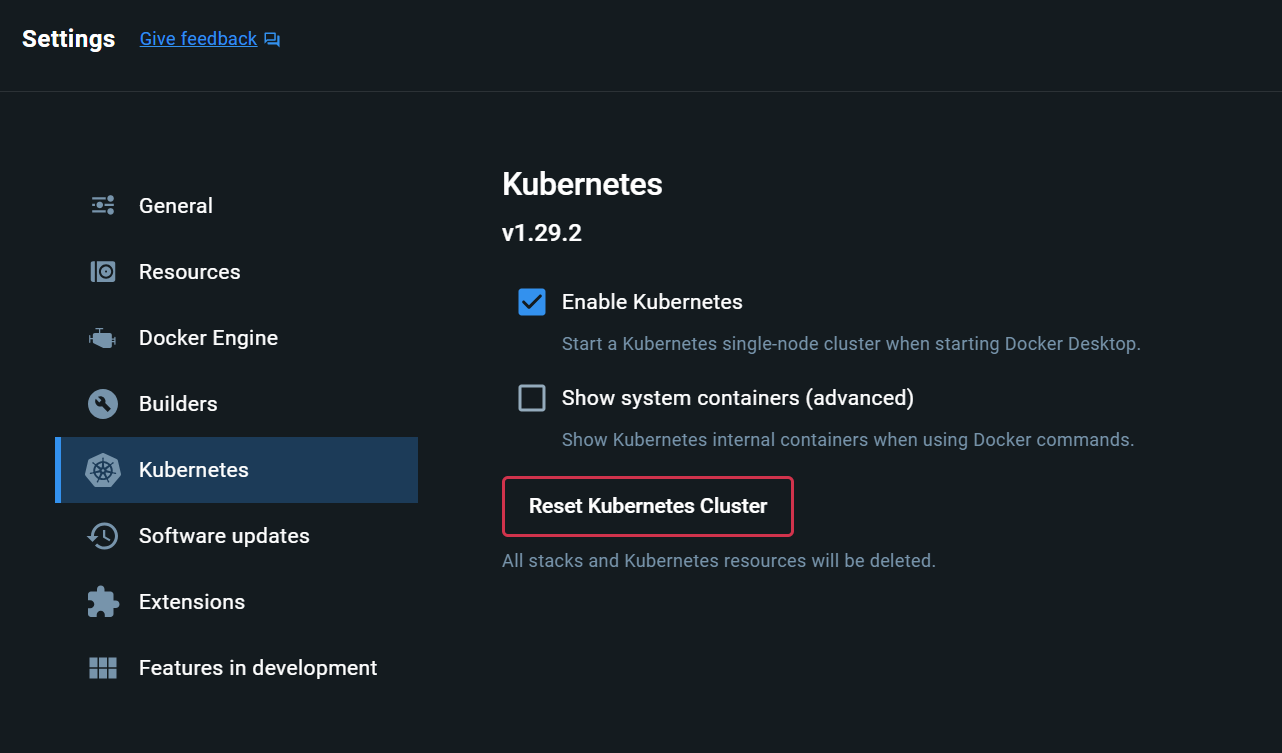 Settings
Give feedback
General
Resources
Docker Engine
Builders
Kubernetes
Software updates
Extensions
Features in development
Kubernetes
v1.29.2
Enable Kubernetes
Start a Kubernetes single-node cluster when starting Docker Desktop.
Show system containers (advanced)
Show Kubernetes internal containers when using Docker commands.
Reset Kubernetes Cluster
All stacks and Kubernetes resources will be deleted.